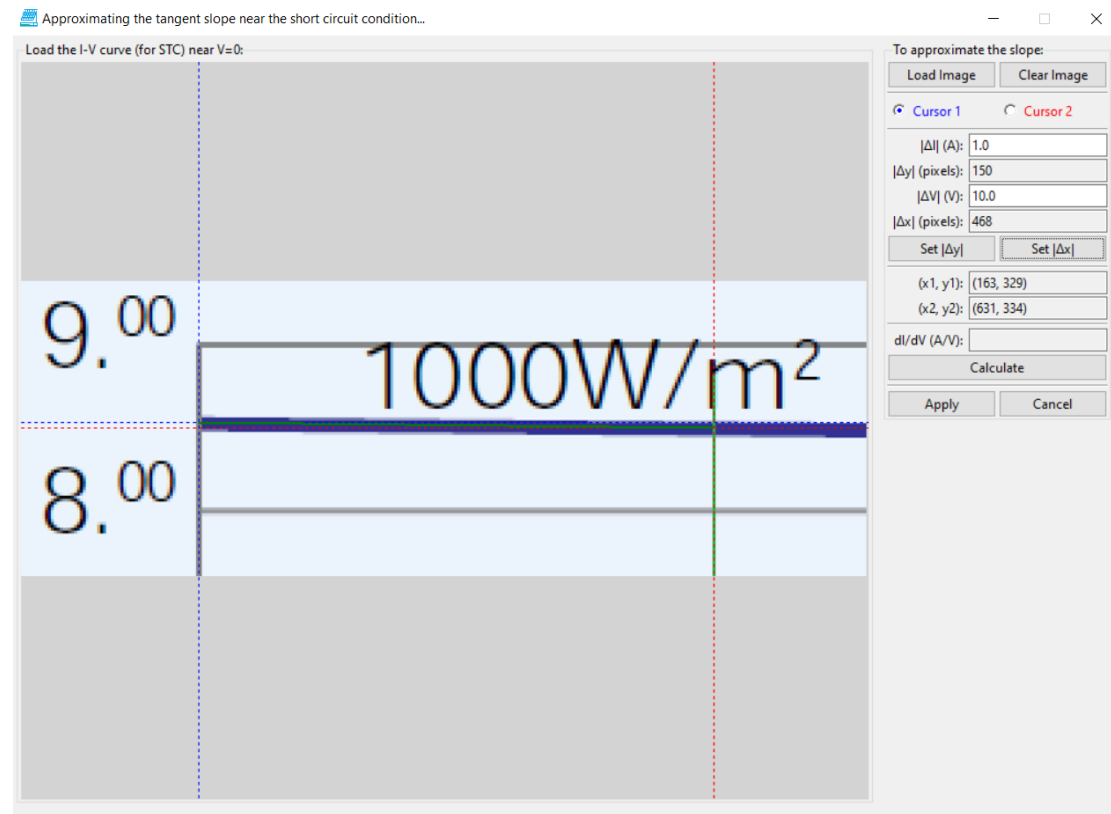 Approximating the tangent slope near the short circuit condition...
Load the I-V curve (for STC) near V=0:
9.00
1000W/m²
8.00
To approximate the slope:
Load Image Clear Image
Cursor 1 Cursor 2
|ΔI| (A): 1.0
|Δy| (pixels): 150
|ΔV| (V): 10.0
|Δx| (pixels): 468
Set |Δy| Set |Δx|
(x1, y1): (163, 329)
(x2, y2): (631, 334)
dI/dV (A/V):
Calculate
Apply Cancel